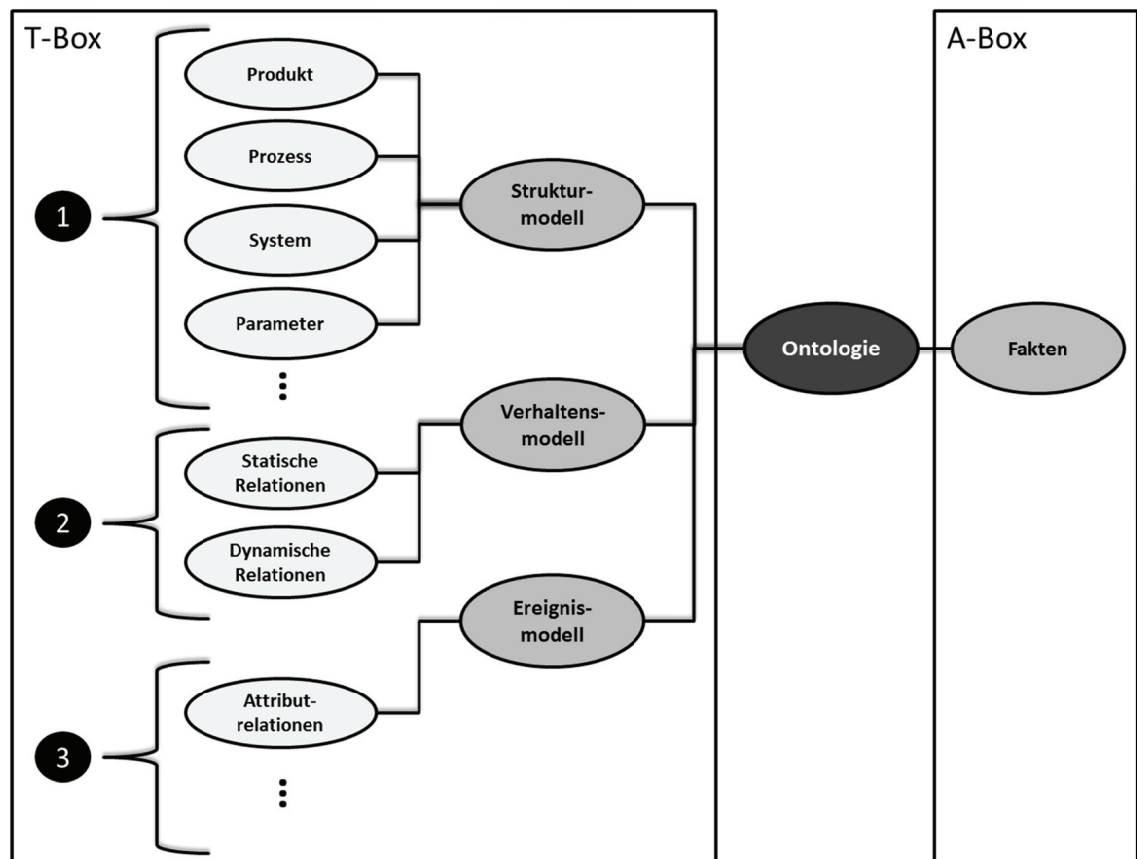 T-Box
A-Box
1
Produkt
Prozess
System
Parameter
Struktur-
modell
2
Statische
Relationen
Dynamische
Relationen
Verhaltens-
modell
3
Attribut-
relationen
Ereignis-
modell
Ontologie
Fakten